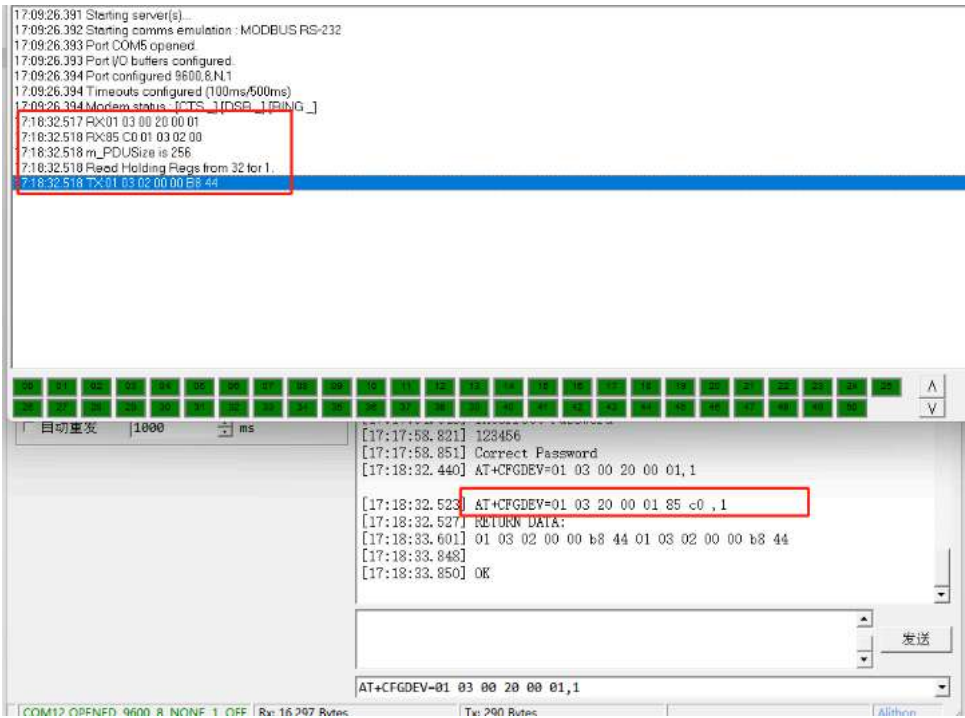 17:09:26.391 Starting server(s)...
17:09:26.392 Starting comms emulation : MODBUS RS-232
17:09:26.393 Port COM5 opened.
17:09:26.393 Port I/O buffers configured.
17:09:26.394 Port configured 9600,8,N,1
17:09:26.394 Timeouts configured (100ms/500ms)
17:09:26.394 Modem status : [CTS _] [DSR _] [RING _]
17:18:32.517 RX:01 03 00 20 00 01
17:18:32.518 RX:85 C0 01 03 02 00
17:18:32.518 m_PDUSize is 256.
17:18:32.518 Read Holding Regs from 32 for 1.
17:18:32.518 TX:01 03 02 00 00 B8 44
00 01 02 03 04 05 06 07 08 09 10 11 12 13 14 15 16 17 18 19 20 21 22 23 24 25
26 27 28 29 30 31 32 33 34 35 36 37 38 39 40 41 42 43 44 45 46 47 48 49 50
自动重发 1000 ms
[17:17:58.821] 123456
[17:17:58.851] Correct Password
[17:18:32.440] AT+CFGDEV=01 03 00 20 00 01,1
[17:18:32.523] AT+CFGDEV=01 03 20 00 01 85 c0 ,1
[17:18:32.527] RETURN DATA:
[17:18:33.601] 01 03 02 00 00 b8 44 01 03 02 00 00 b8 44
[17:18:33.848]
[17:18:33.850] OK
发送
AT+CFGDEV=01 03 00 20 00 01,1
COM12 OPENED, 9600, 8, NONE, 1, OFF Rx: 16,297 Bytes Tx: 290 Bytes Alithon